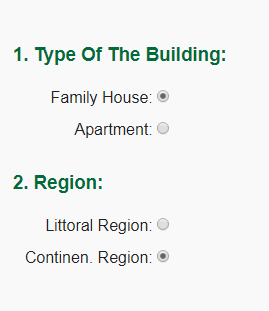 1. Type Of The Building:
Family House:
Apartment:
2. Region:
Littoral Region:
Continen. Region: